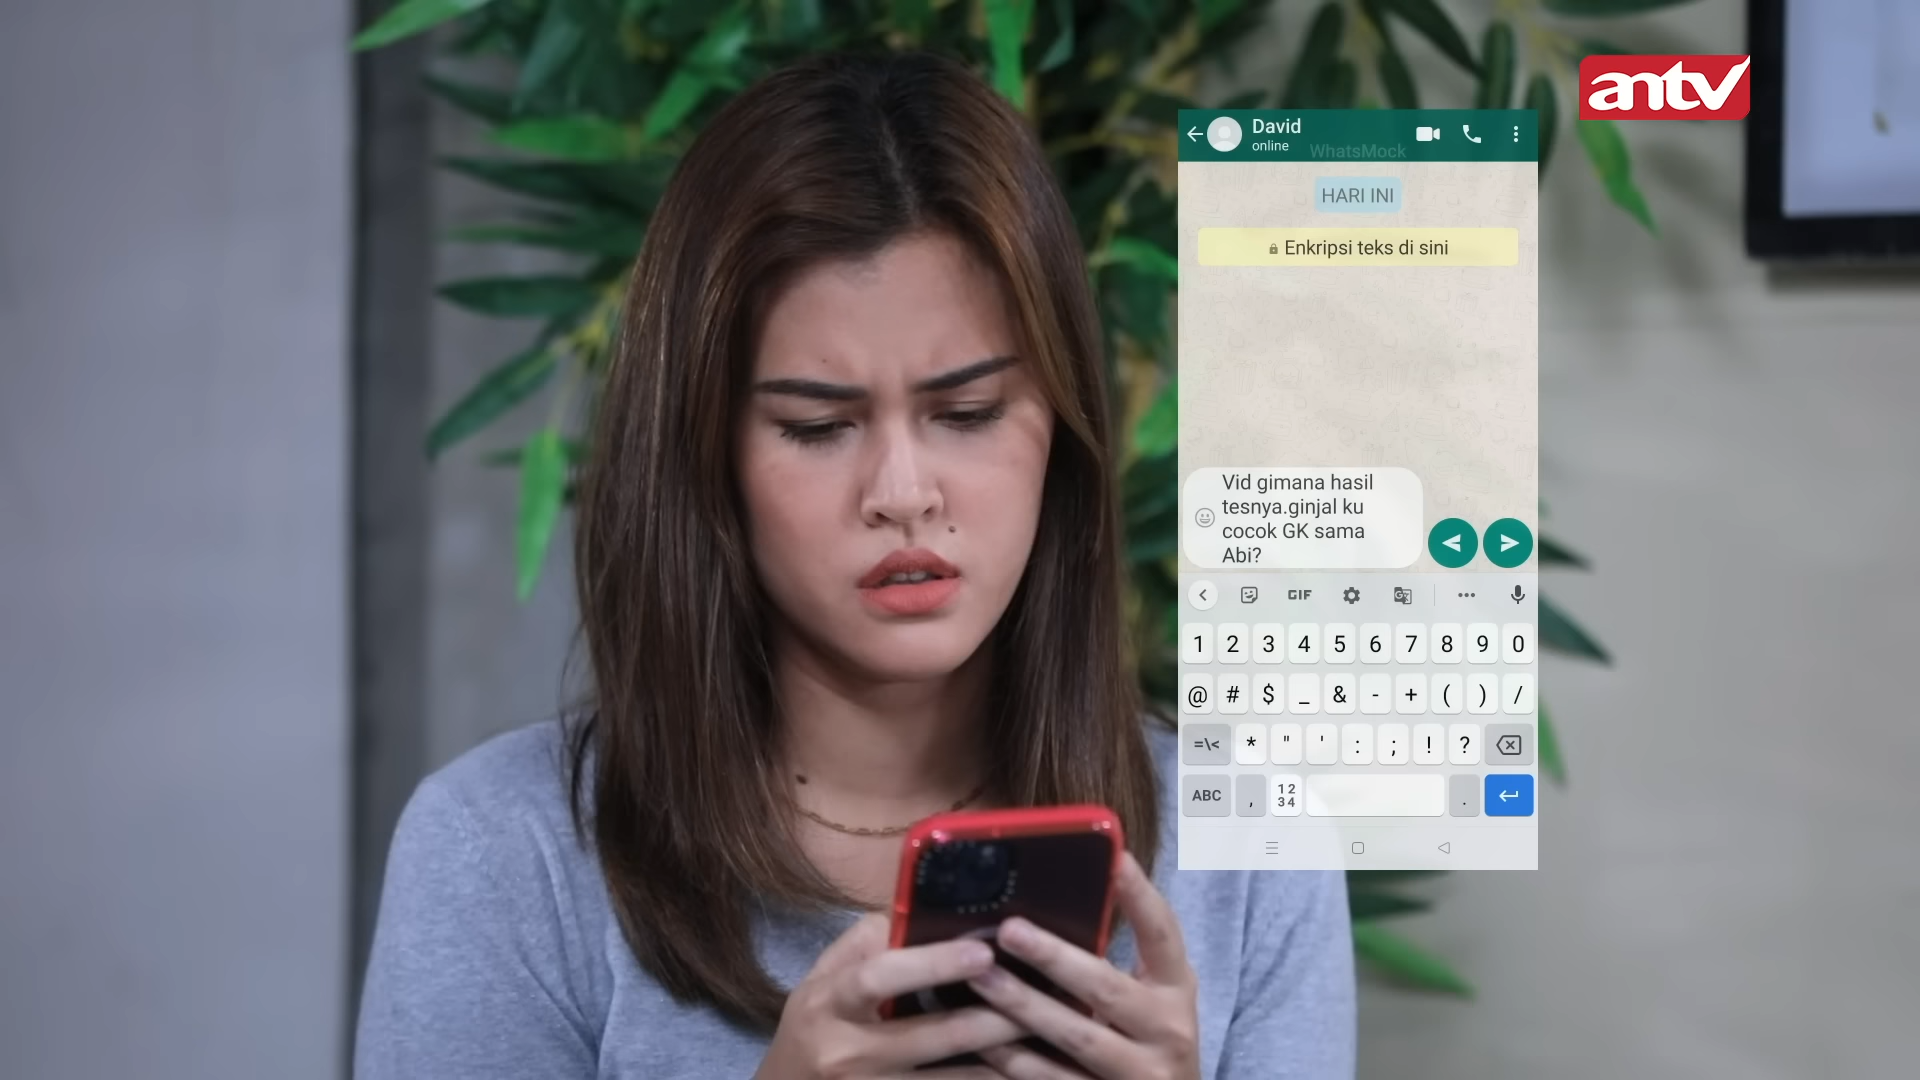 antv
David
online
WhatsMock
HARI INI
Enkripsi teks di sini
Vid gimana hasil
tesnya.ginjal ku
cocok GK sama
Abi?
GIF
1 2 3 4 5 6 7 8 9 0
@ # $ _ & - + ( ) /
=\< * " ' : ; ! ?
ABC , 12 34 .